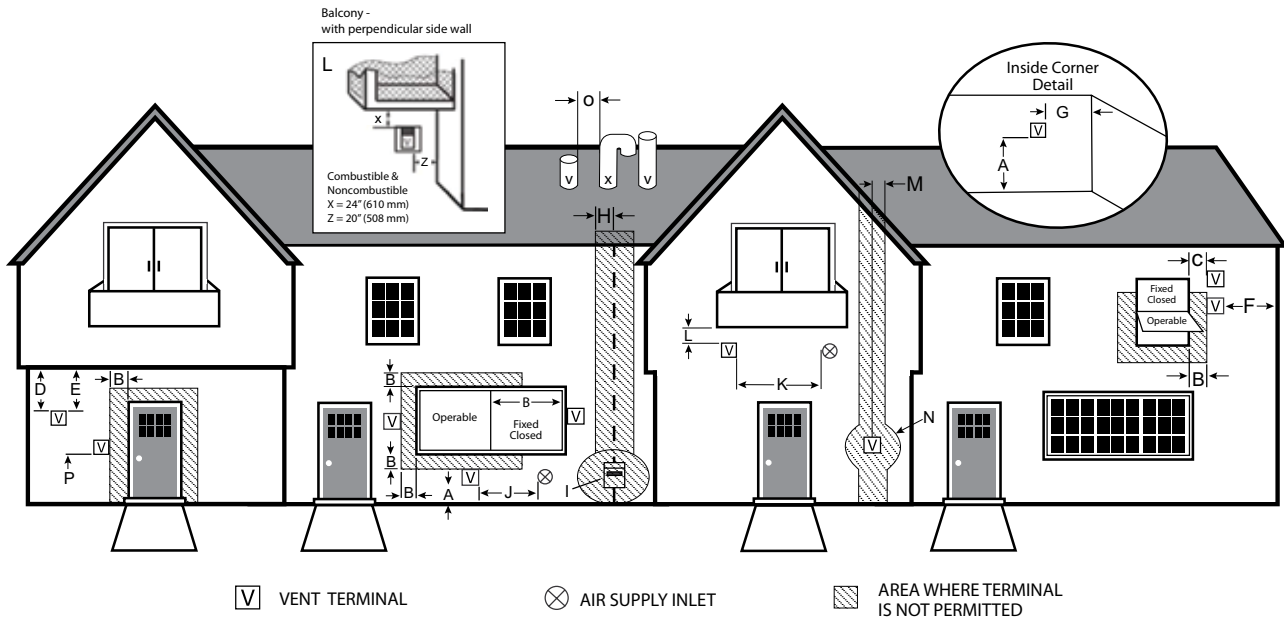 Balcony -
with perpendicular side wall
L
x
Z
Combustible &
Noncombustible
X = 24” (610 mm)
Z = 20” (508 mm)
O
V
X
V
Inside Corner
Detail
G
V
A
M
H
C
V
Fixed
Closed
Operable
V
F
B
D
E
B
V
V
P
B
V
Operable
B
Fixed
Closed
V
B
B
A
V
J
I
L
V
K
N
V
V VENT TERMINAL
AIR SUPPLY INLET
AREA WHERE TERMINAL
IS NOT PERMITTED